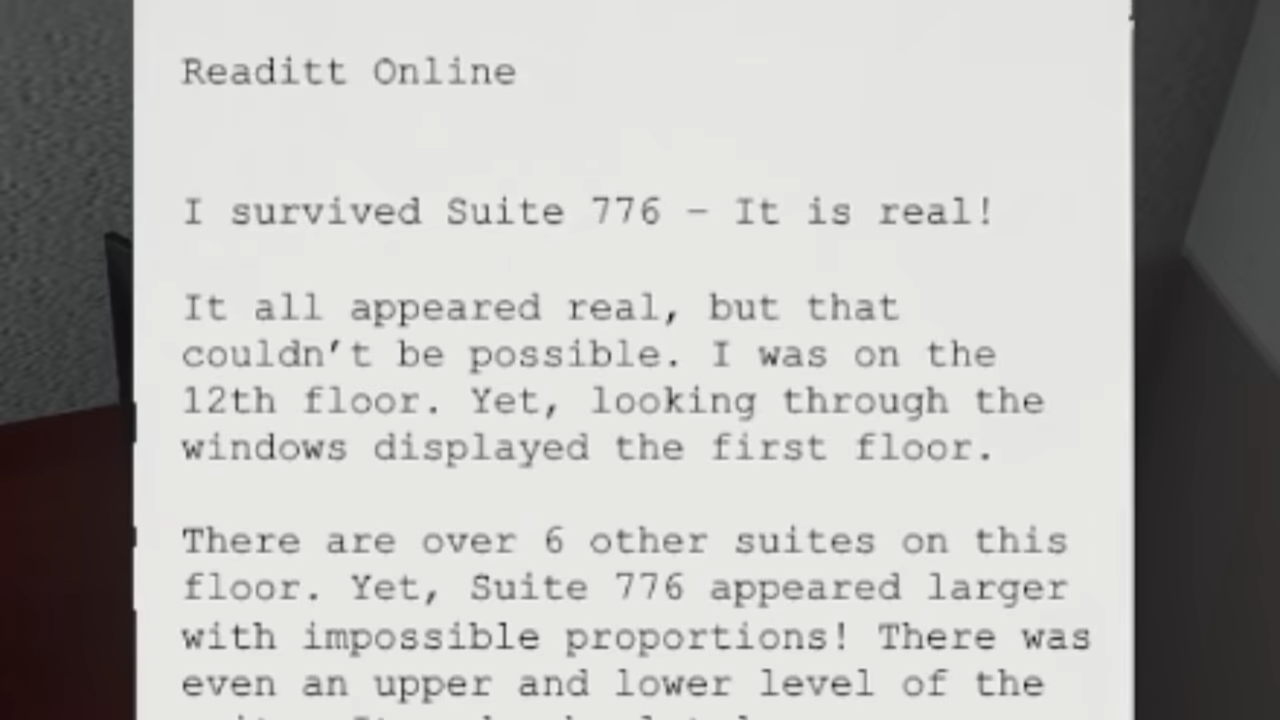 Readitt Online
I survived Suite 776 – It is real!
It all appeared real, but that
couldn't be possible. I was on the
12th floor. Yet, looking through the
windows displayed the first floor.
There are over 6 other suites on this
floor. Yet, Suite 776 appeared larger
with impossible proportions! There was
even an upper and lower level of the